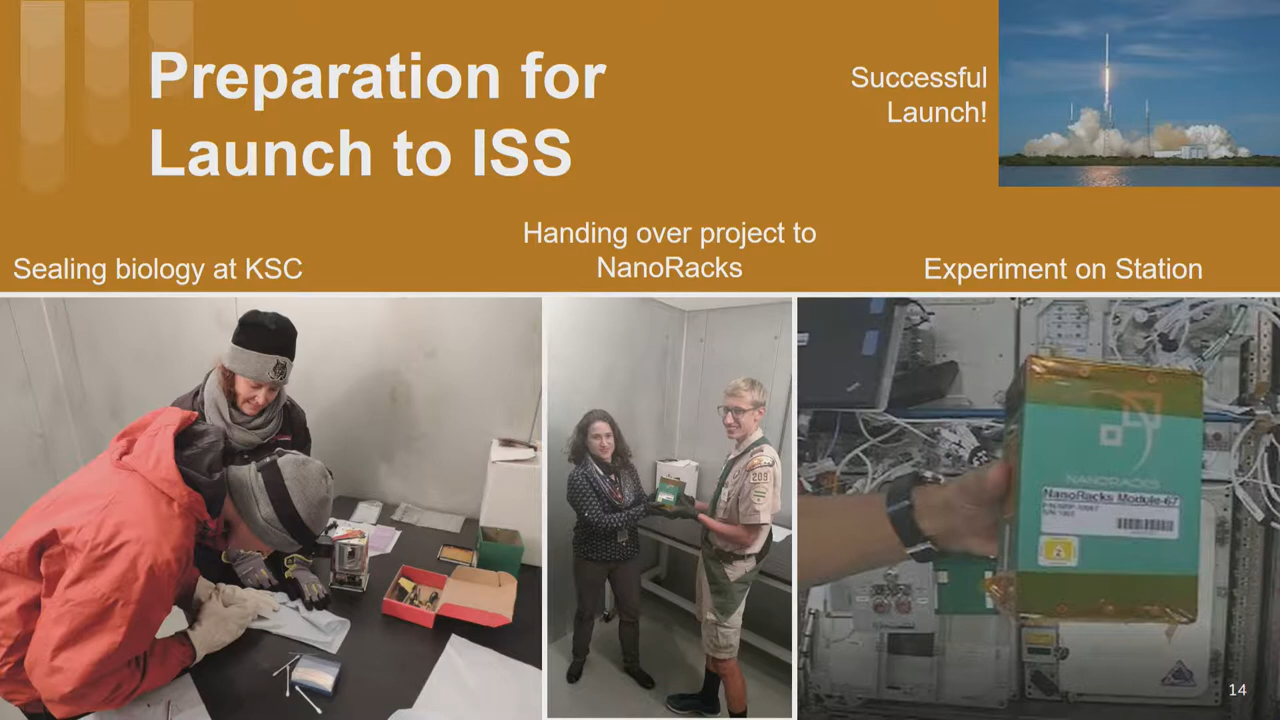 Preparation for
Launch to ISS
Successful
Launch!
Sealing biology at KSC
Handing over project to
NanoRacks
Experiment on Station
209
NANORACKS
NanoRacks Module-67
2
14